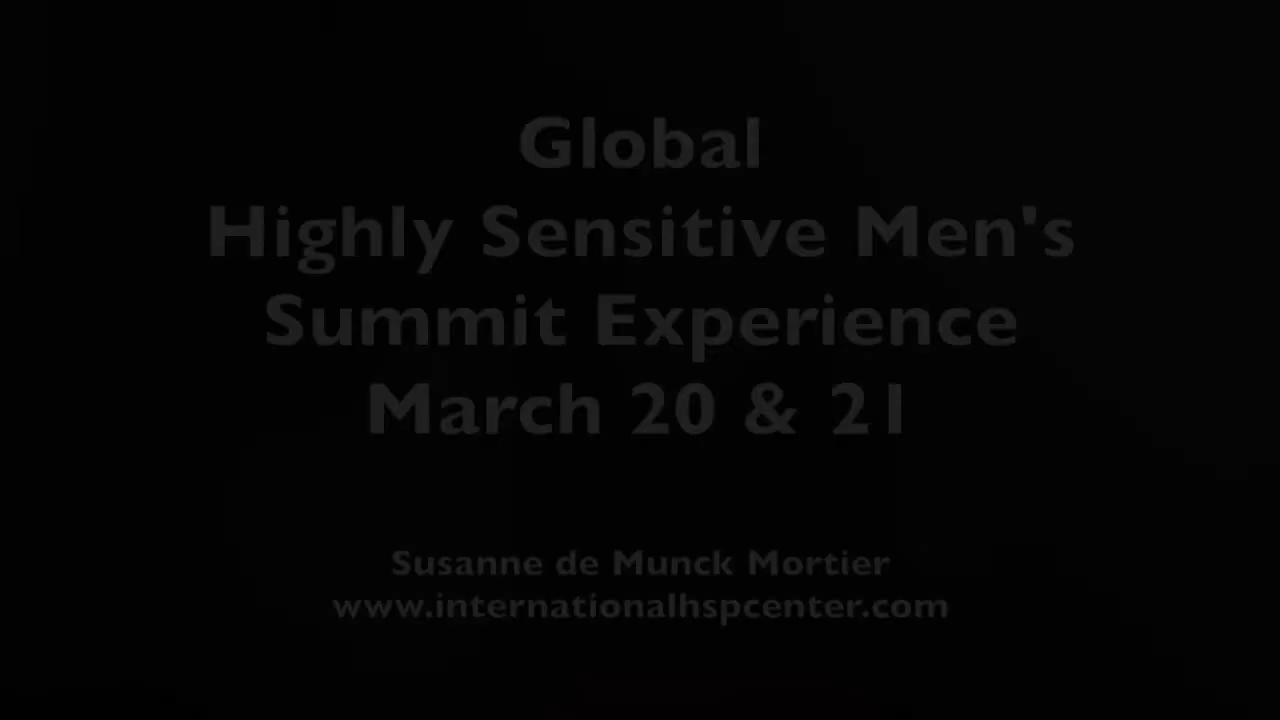 Global
Highly Sensitive Men's
Summit Experience
March 20 & 21
Susanne de Munck Mortier
www.internationalhspcenter.com